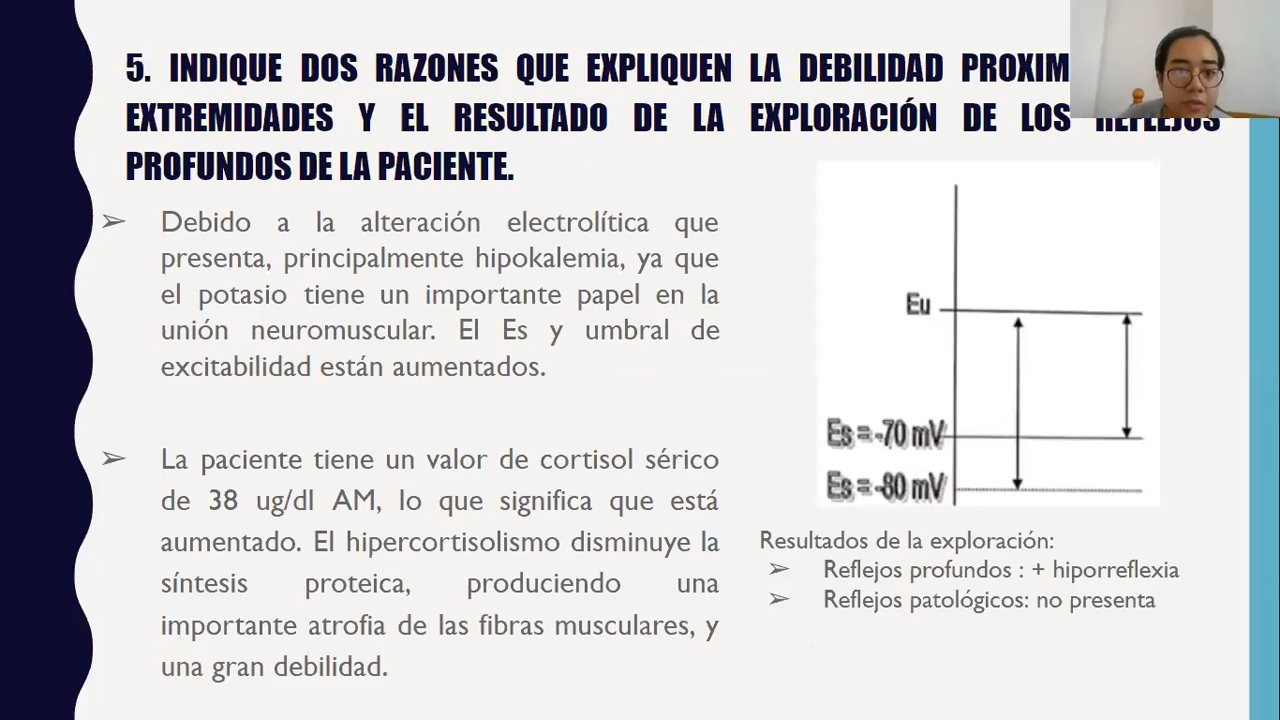 5. INDIQUE DOS RAZONES QUE EXPLIQUEN LA DEBILIDAD PROXIM
EXTREMIDADES Y EL RESULTADO DE LA EXPLORACIÓN DE LOS REFLEJOS
PROFUNDOS DE LA PACIENTE.
➢ Debido a la alteración electrolítica que
presenta, principalmente hipokalemia, ya que
el potasio tiene un importante papel en la
unión neuromuscular. El Es y umbral de
excitabilidad están aumentados.
➢ La paciente tiene un valor de cortisol sérico
de 38 ug/dl AM, lo que significa que está
aumentado. El hipercortisolismo disminuye la
síntesis proteica, produciendo una
importante atrofia de las fibras musculares, y
una gran debilidad.
Eu
Es = -70 mV
Es = -80 mV
Resultados de la exploración:
➢ Reflejos profundos : + hiporreflexia
➢ Reflejos patológicos: no presenta